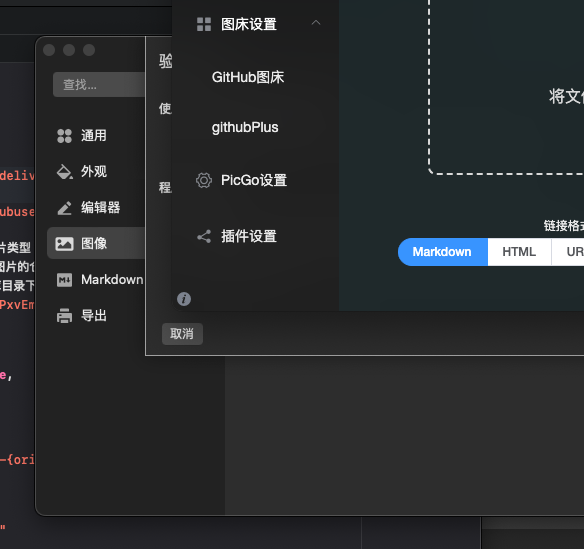 图床设置
GitHub图床
githubPlus
PicGo设置
插件设置
将文
链接格式
Markdown
HTML
UR
验
使
程
取消
查找...
通用
外观
编辑器
图像
Markdown
导出
deliv
ubuse
片类型
图片的仓
目录下
PxvEm
e,
-{ori
"